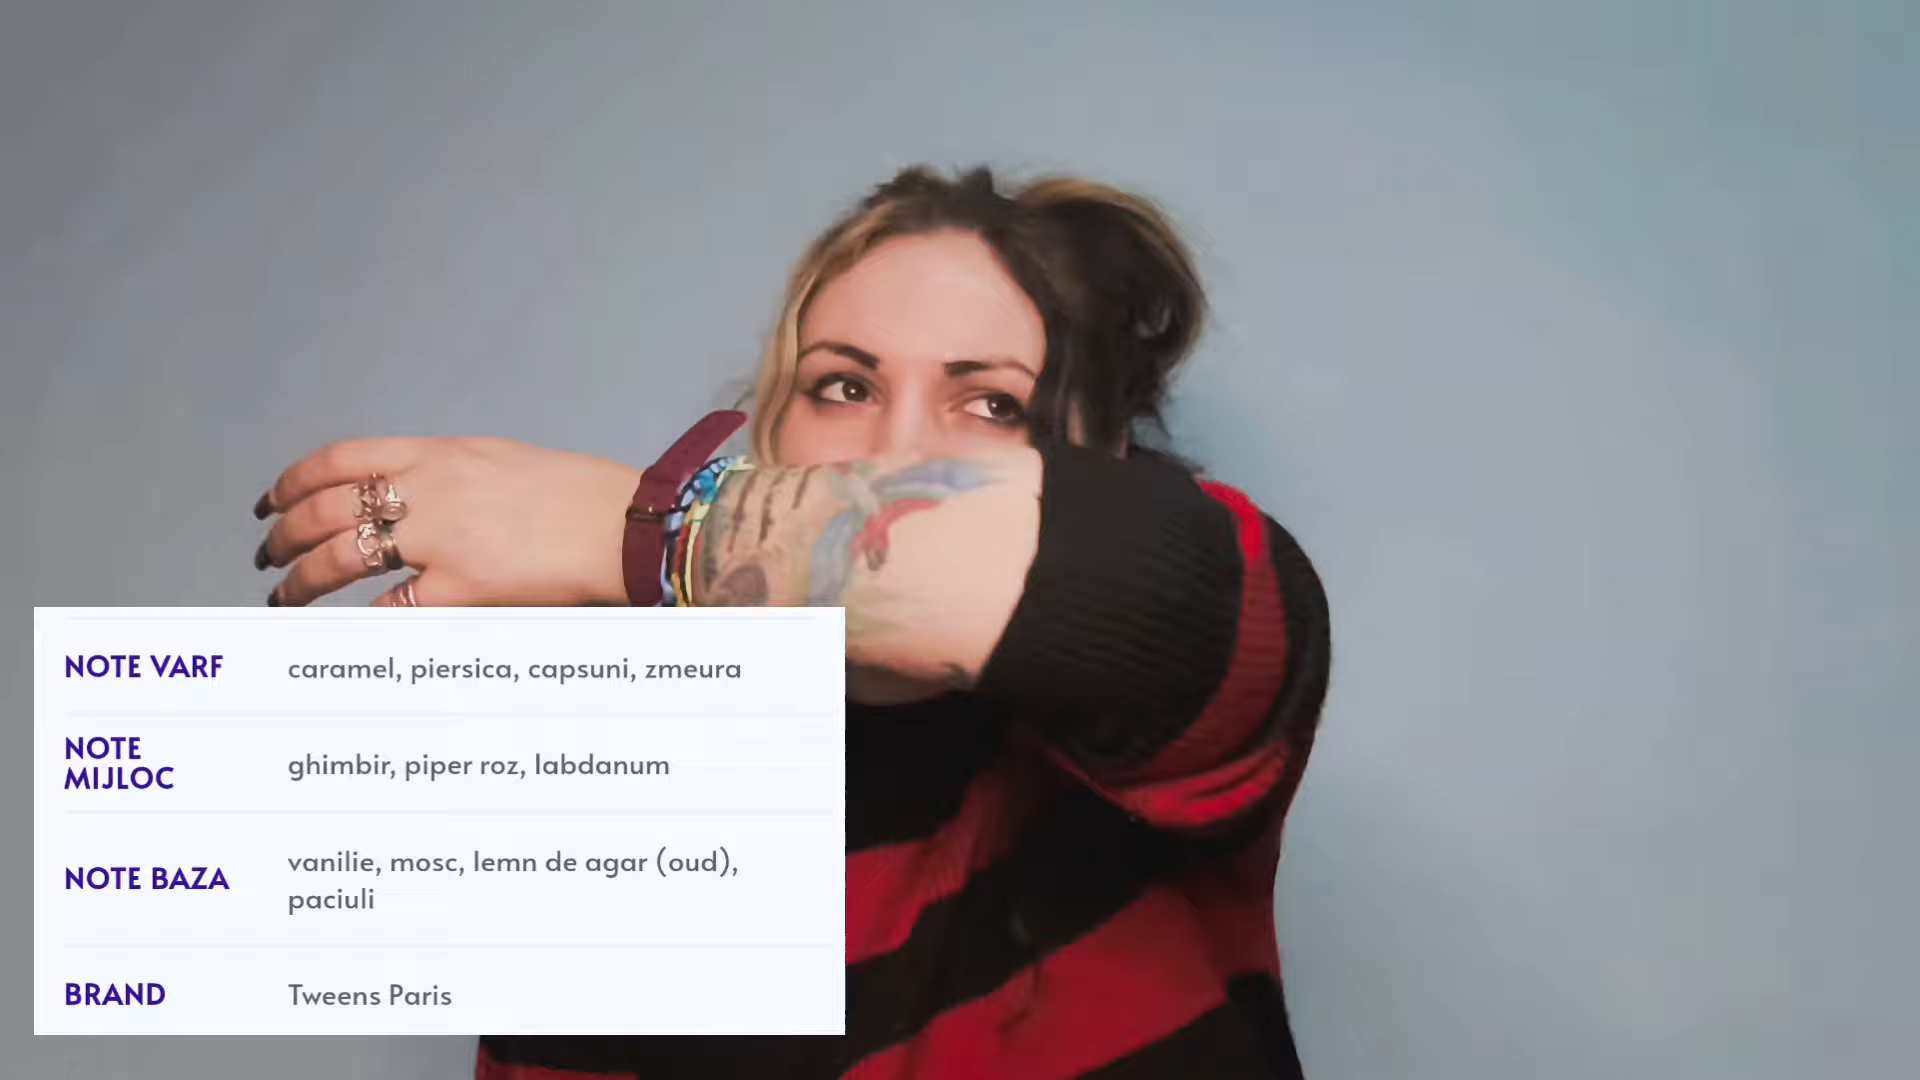 NOTE VARF caramel, piersica, capsuni, zmeura
NOTE
MIJLOC
ghimbir, piper roz, labdanum
NOTE BAZA
vanilie, mosc, lemn de agar (oud),
paciuli
BRAND Tweens Paris